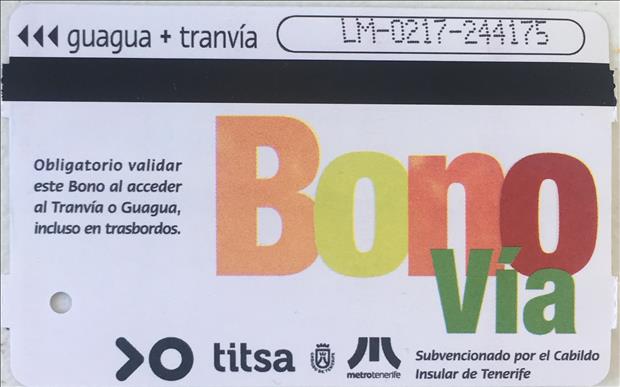 guagua + tranvía
LM-0217-244175
Obligatorio validar
este Bono al acceder
al Tranvía o Guagua,
incluso en trasbordos.
Bono
Vía
titsa
metrotenerife
Subvencionado por el Cabildo
Insular de Tenerife